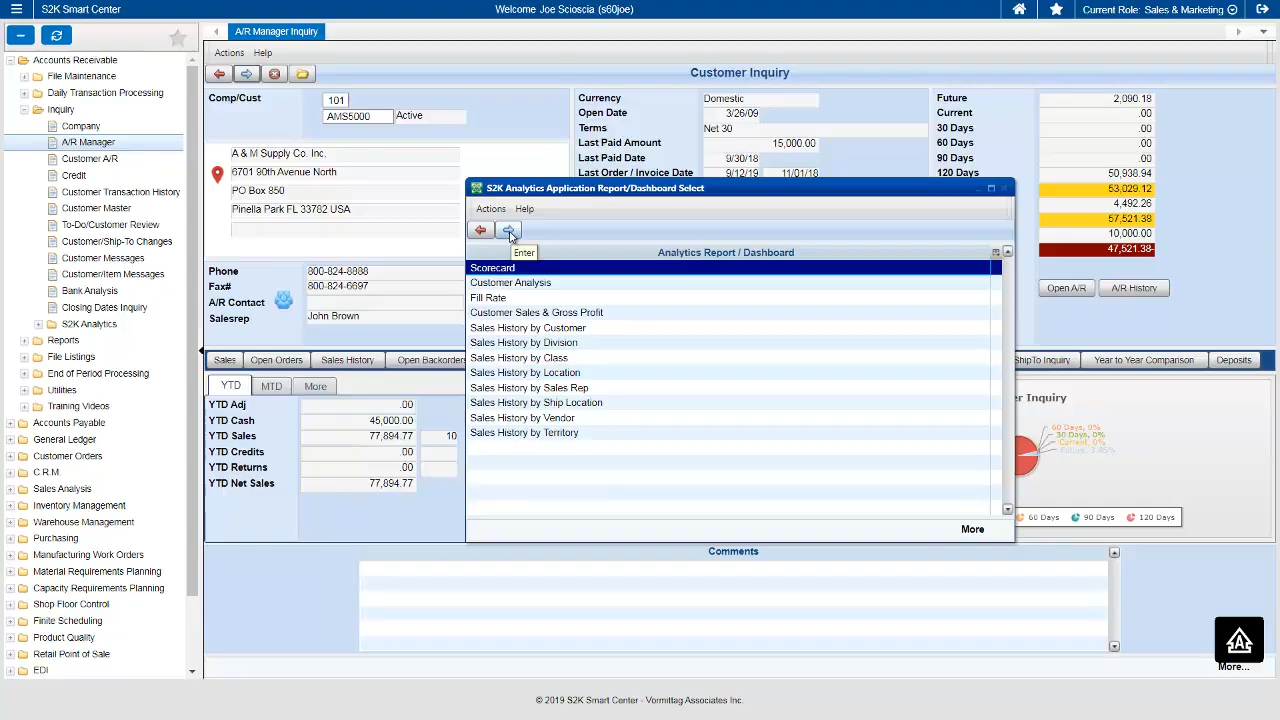 S2K Smart Center
Welcome Joe Scioscia (s60joe)
Current Role: Sales & Marketing
A/R Manager Inquiry
Accounts Receivable
File Maintenance
Daily Transaction Processing
Inquiry
Company
A/R Manager
Customer A/R
Credit
Customer Transaction History
Customer Master
To-Do/Customer Review
Customer/Ship-To Changes
Customer Messages
Customer/Item Messages
Bank Analysis
Closing Dates Inquiry
S2K Analytics
Reports
File Listings
End of Period Processing
Utilities
Training Videos
Accounts Payable
General Ledger
Customer Orders
C.R.M.
Sales Analysis
Inventory Management
Warehouse Management
Purchasing
Manufacturing Work Orders
Material Requirements Planning
Capacity Requirements Planning
Shop Floor Control
Finite Scheduling
Product Quality
Retail Point of Sale
EDI
Actions Help
Customer Inquiry
Comp/Cust 101
AMS5000 Active
A & M Supply Co. Inc.
6701 90th Avenue North
PO Box 850
Pinella Park FL 33782 USA
Phone 800-824-6888
Fax# 800-824-6697
A/R Contact
Salesrep John Brown
Currency Domestic
Open Date 3/26/09
Terms Net 30
Last Paid Amount 15,000.00
Last Paid Date 9/30/18
Last Order / Invoice Date 9/12/19 11/01/18
Future 2,090.18
Current .00
30 Days .00
60 Days .00
90 Days .00
50,938.94
53,029.12
4,492.26
57,521.38
10,000.00
47,521.38-
Open A/R A/R History
S2K Analytics Application Report/Dashboard Select
Actions Help
Enter
Analytics Report / Dashboard
Scorecard
Customer Analysis
Fill Rate
Customer Sales & Gross Profit
Sales History by Customer
Sales History by Division
Sales History by Class
Sales History by Location
Sales History by Sales Rep
Sales History by Ship Location
Sales History by Vendor
Sales History by Territory
More
Sales Open Orders Sales History Open Backorders
ShipTo Inquiry Year to Year Comparison Deposits
YTD MTD More
YTD Adj .00
YTD Cash 45,000.00
YTD Sales 77,894.77 10
YTD Credits .00
YTD Returns .00
YTD Net Sales 77,894.77
er Inquiry
60 Days, 0%
30 Days, 0%
Current, 0%
Future, 3.85%
60 Days 90 Days 120 Days
Comments
More...
© 2019 S2K Smart Center - Vormittag Associates Inc.